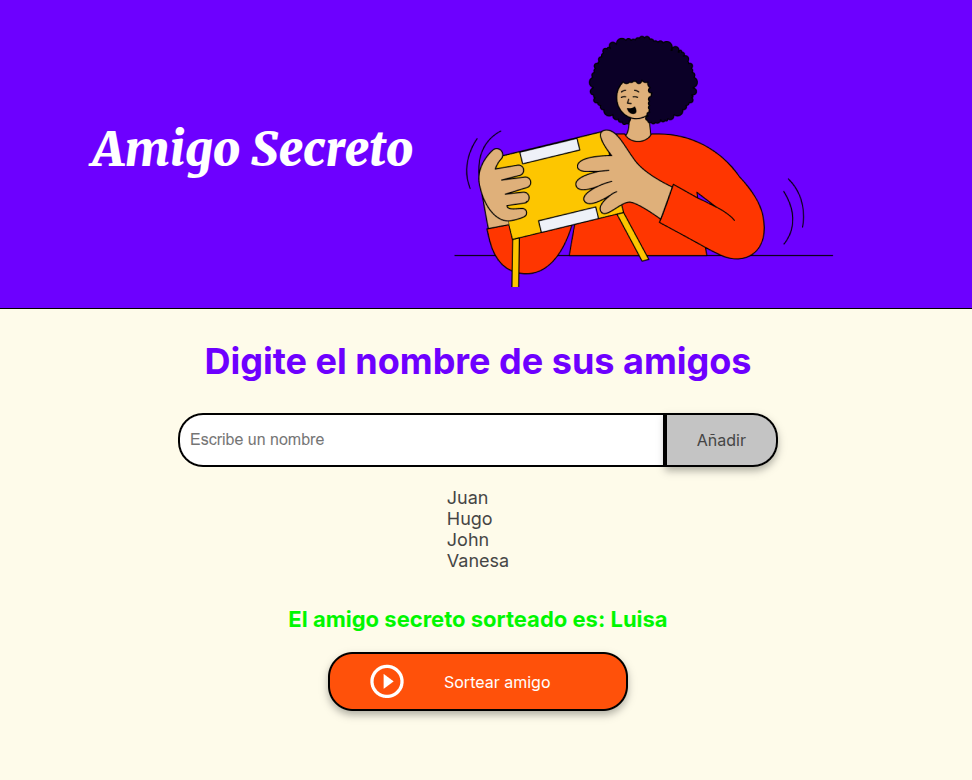 Amigo Secreto
Digite el nombre de sus amigos
Escribe un nombre
Añadir
Juan
Hugo
John
Vanesa
El amigo secreto sorteado es: Luisa
Sortear amigo